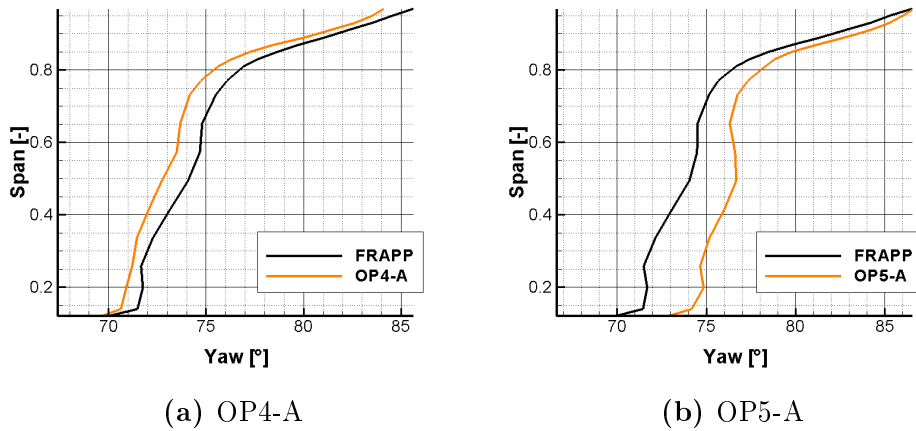 Span [-]
0.8
0.6
0.4
0.2
70 75 80 85
Yaw [°]
FRAPP
OP4-A
(a) OP4-A
Span [-]
0.8
0.6
0.4
0.2
70 75 80 85
Yaw [°]
FRAPP
OP5-A
(b) OP5-A